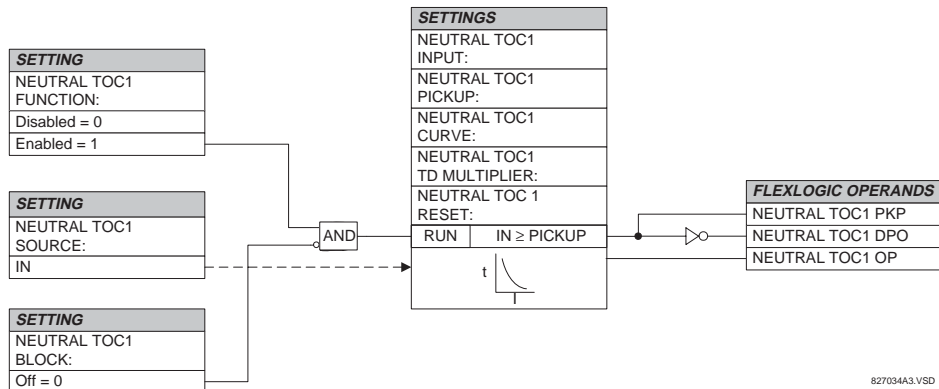 SETTING
NEUTRAL TOC1
FUNCTION:
Disabled = 0
Enabled = 1
SETTING
NEUTRAL TOC1
SOURCE:
IN
SETTING
NEUTRAL TOC1
BLOCK:
Off = 0
AND
SETTINGS
NEUTRAL TOC1
INPUT:
NEUTRAL TOC1
PICKUP:
NEUTRAL TOC1
CURVE:
NEUTRAL TOC1
TD MULTIPLIER:
NEUTRAL TOC 1
RESET:
RUN IN ≥ PICKUP
t
I
FLEXLOGIC OPERANDS
NEUTRAL TOC1 PKP
NEUTRAL TOC1 DPO
NEUTRAL TOC1 OP
827034A3.VSD